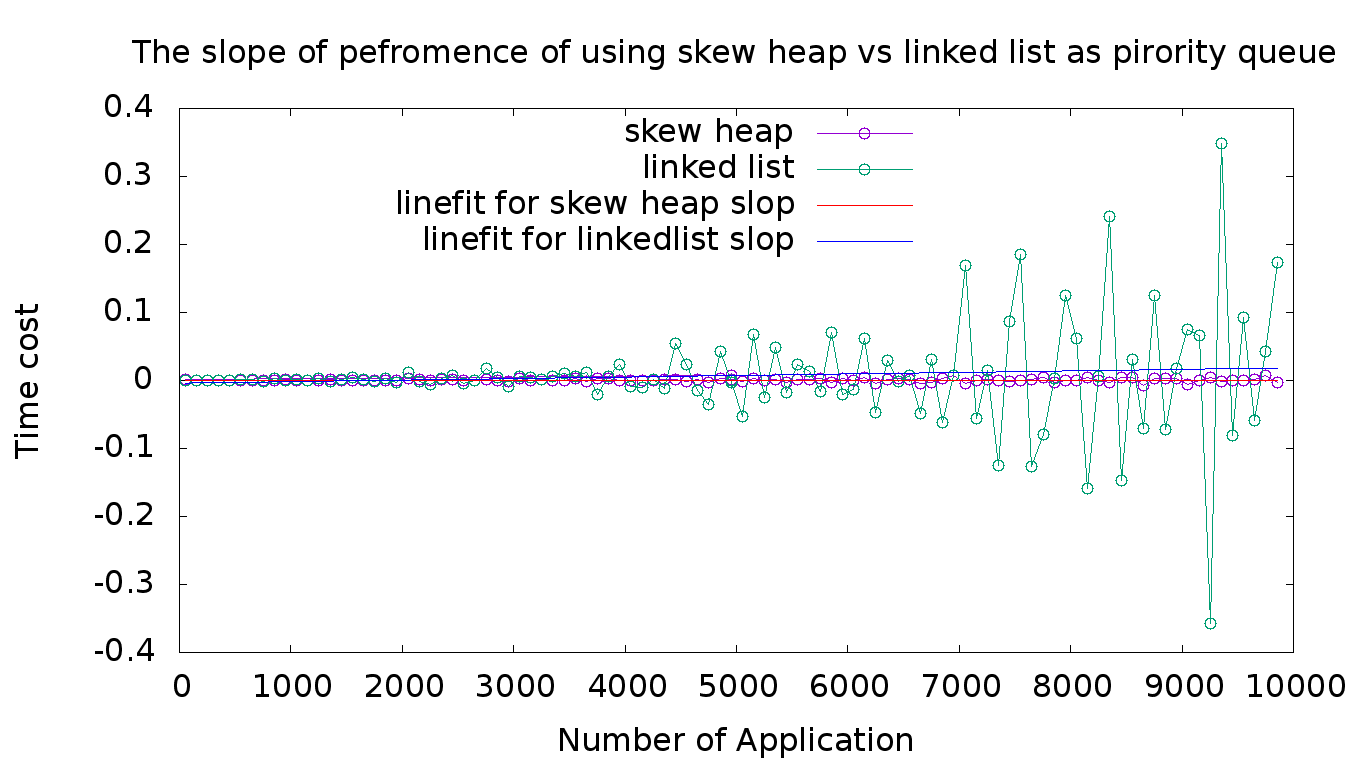 The slope of pefromence of using skew heap vs linked list as pirority queue
0.4
0.3
0.2
0.1
0
-0.1
-0.2
-0.3
-0.4
Time cost
skew heap
linked list
linefit for skew heap slop
linefit for linkedlist slop
0 1000 2000 3000 4000 5000 6000 7000 8000 9000 10000
Number of Application